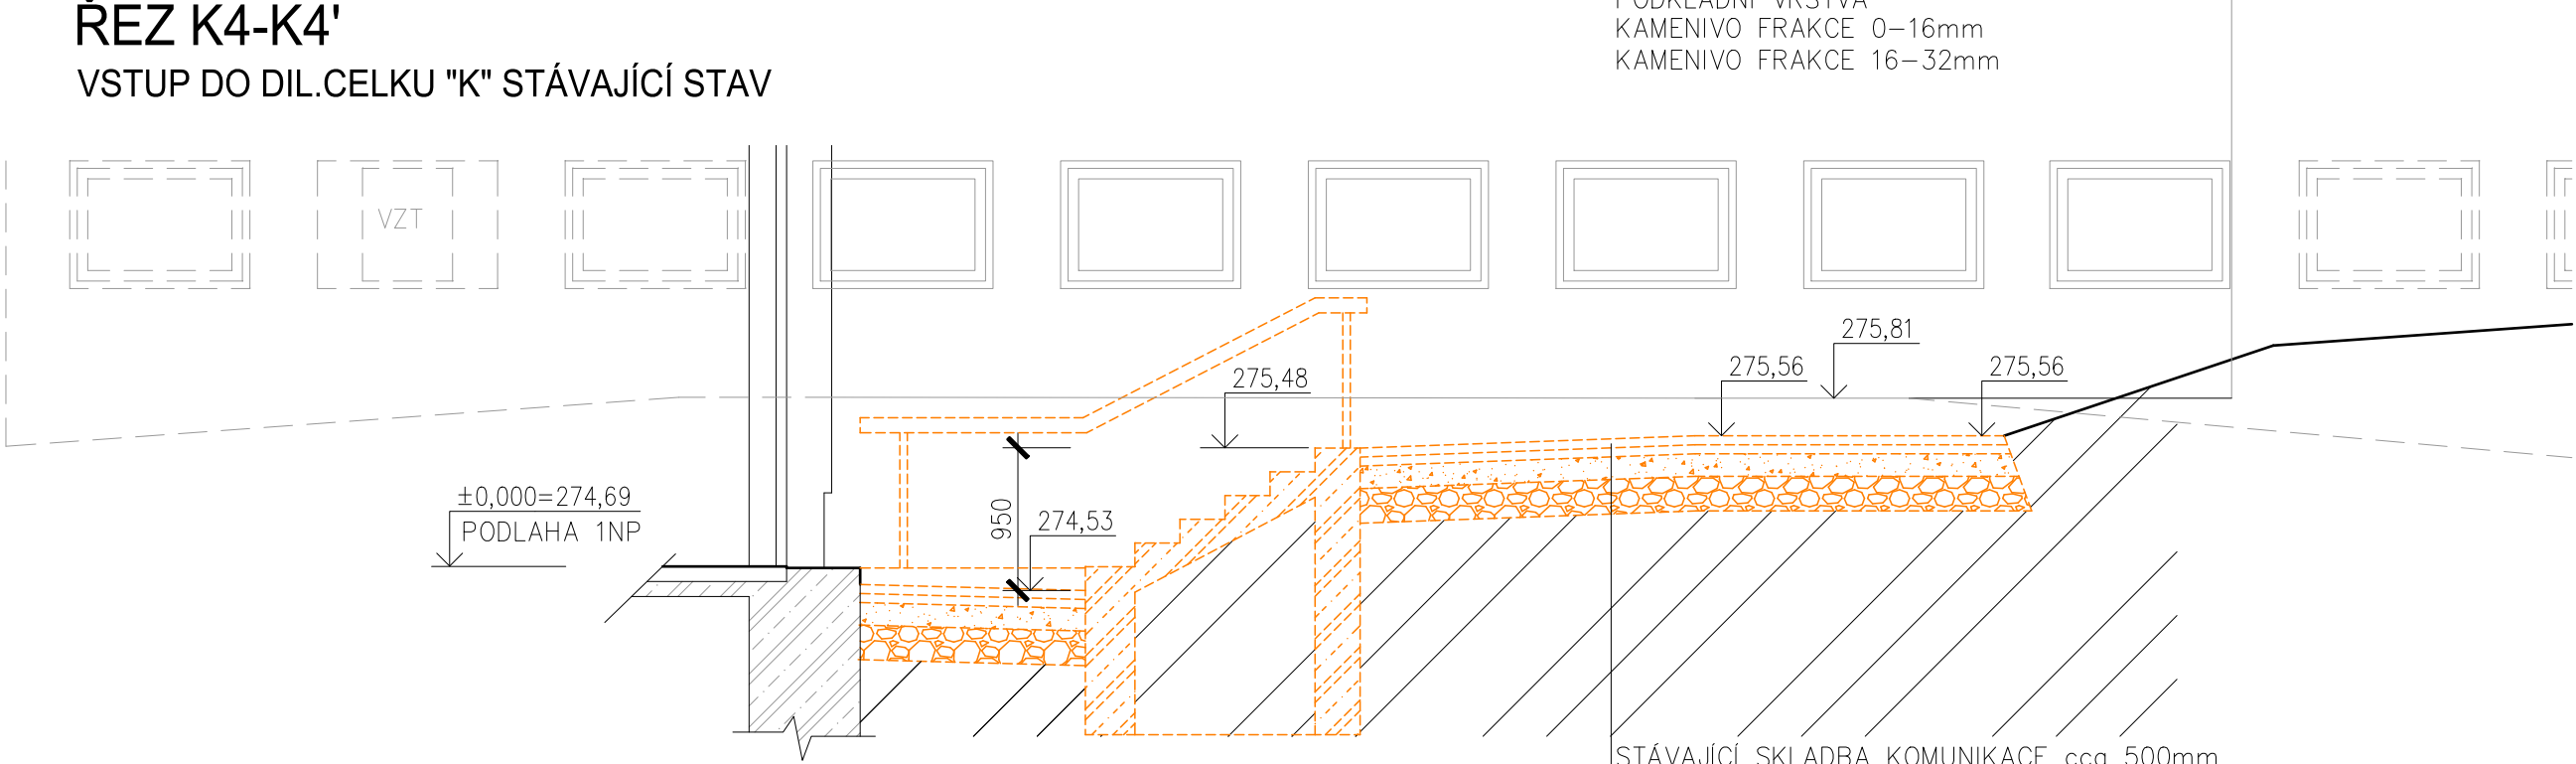 ŘEZ K4-K4'
VSTUP DO DIL.CELKU "K" STÁVAJÍCÍ STAV
PODKLADNÍ VRSTVA
KAMENIVO FRAKCE 0-16mm
KAMENIVO FRAKCE 16-32mm
VZT
275,81
275,56
275,56
275,48
±0,000=274,69
PODLAHA 1NP
950
274,53
STÁVAJÍCÍ SKLADBA KOMUNIKACE cca 500mm